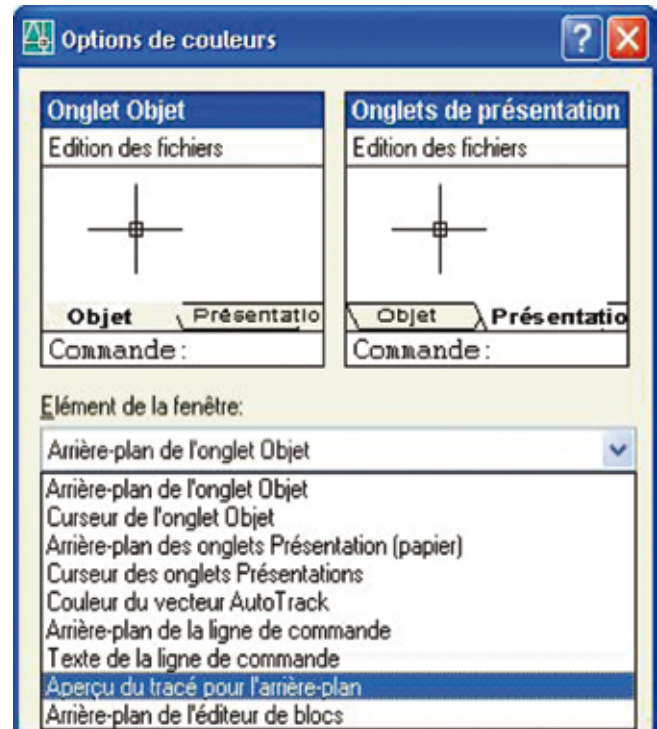 Options de couleurs
Onglet Objet
Edition des fichiers
Objet
Présentatio
Commande:
Onglets de présentation
Edition des fichiers
Objet
Présentatio
Commande:
Elément de la fenêtre:
Arrière-plan de l'onglet Objet
Arrière-plan de l'onglet Objet
Curseur de l'onglet Objet
Arrière-plan des onglets Présentation (papier)
Curseur des onglets Présentations
Couleur du vecteur AutoTrack
Arrière-plan de la ligne de commande
Texte de la ligne de commande
Aperçu du tracé pour l'arrière-plan
Arrière-plan de l'éditeur de blocs